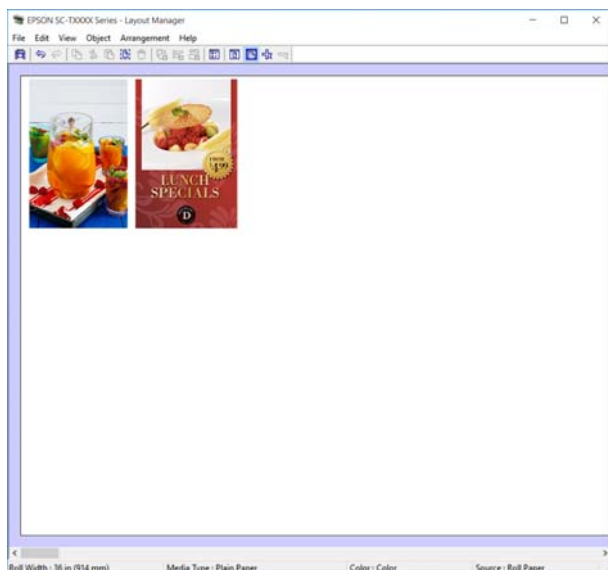 EPSON SC-TXXXX Series - Layout Manager
File Edit View Object Arrangement Help
FROM
$4.99
LUNCH
SPECIALS
D
Roll Width : 36 in (914 mm) Media Type : Plain Paper Color : Color Source : Roll Paper